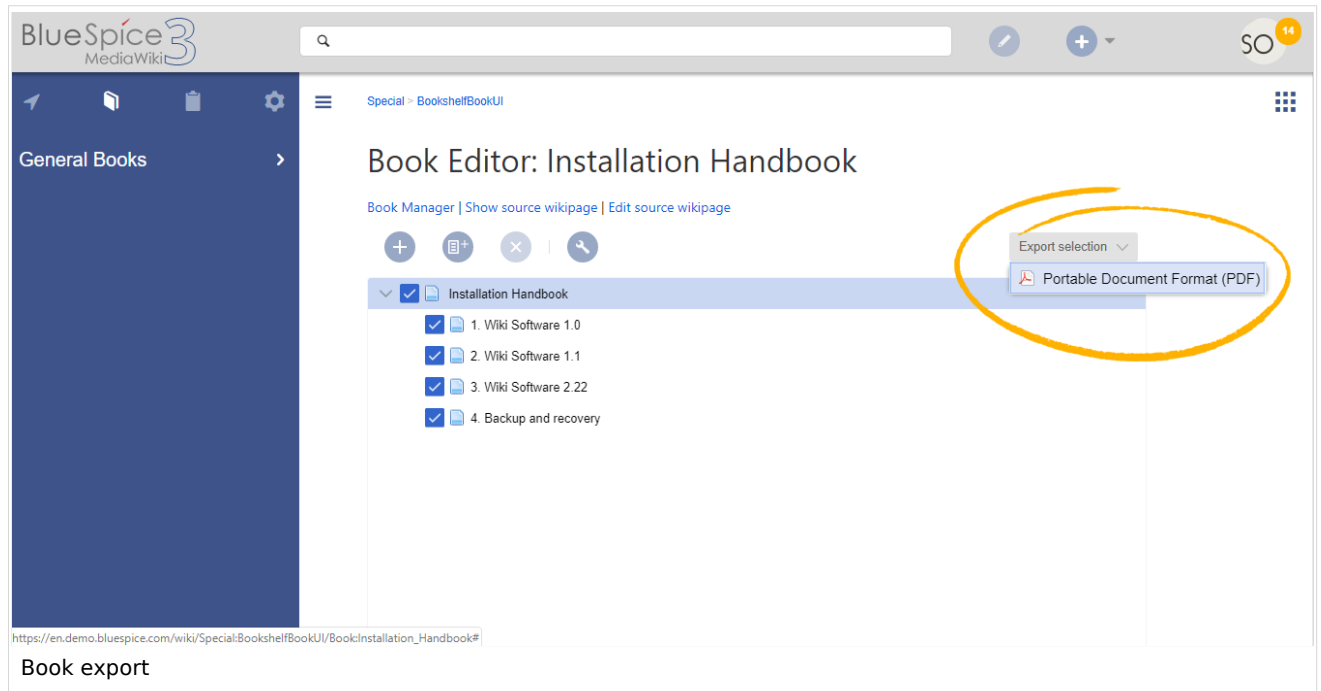 BlueSpice 3
MediaWiki
SO
14
Special > BookshelfBookUI
General Books
Book Editor: Installation Handbook
Book Manager | Show source wikipage | Edit source wikipage
Export selection
Portable Document Format (PDF)
Installation Handbook
1. Wiki Software 1.0
2. Wiki Software 1.1
3. Wiki Software 2.22
4. Backup and recovery
https://en.demo.bluespice.com/wiki/Special:BookshelfBookUI/Book:Installation_Handbook#
Book export